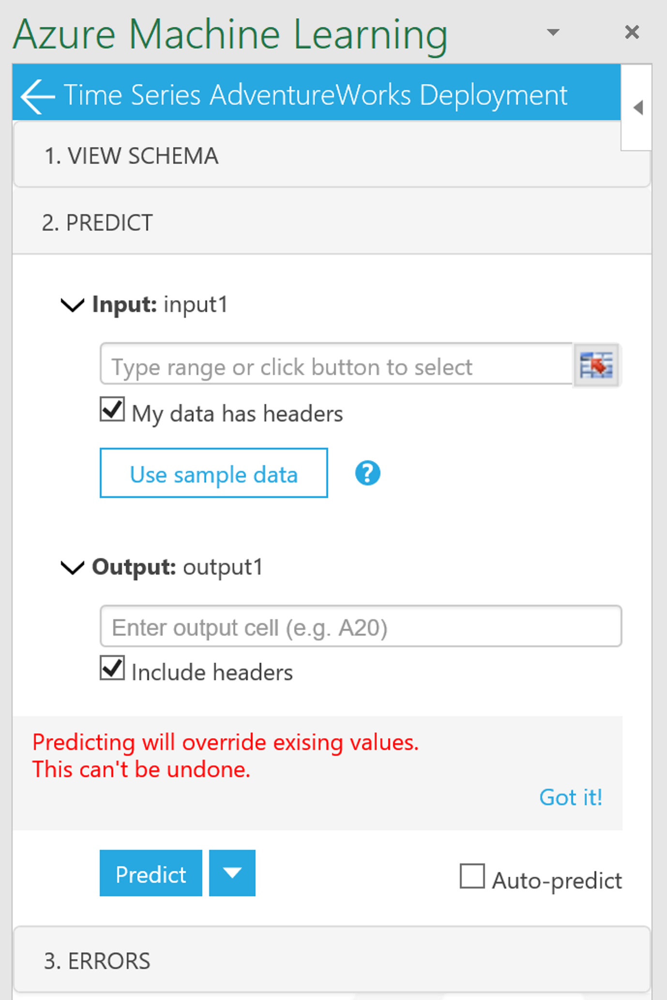 Azure Machine Learning
Time Series AdventureWorks Deployment
1. VIEW SCHEMA
2. PREDICT
Input: input1
Type range or click button to select
My data has headers
Use sample data
?
Output: output1
Enter output cell (e.g. A20)
Include headers
Predicting will override exising values.
This can't be undone.
Got it!
Predict
Auto-predict
3. ERRORS